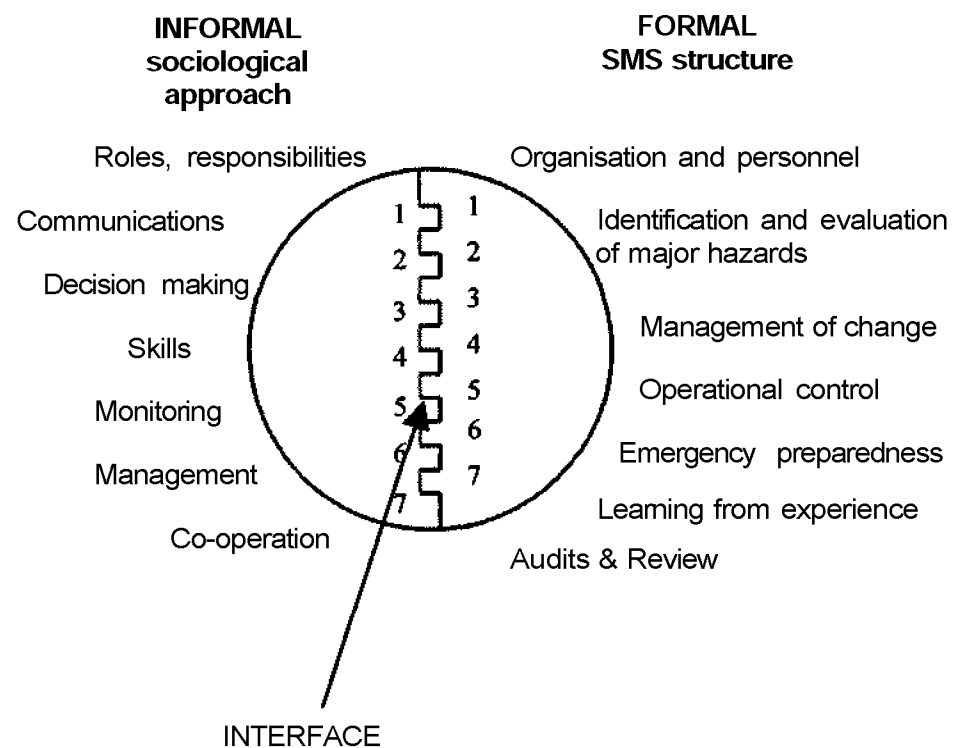 INFORMAL
sociological
approach
FORMAL
SMS structure
Roles, responsibilities
Communications
Decision making
Skills
Monitoring
Management
Co-operation
1
2
3
4
5
6
7
1
2
3
4
5
6
7
Organisation and personnel
Identification and evaluation
of major hazards
Management of change
Operational control
Emergency preparedness
Learning from experience
Audits & Review
INTERFACE